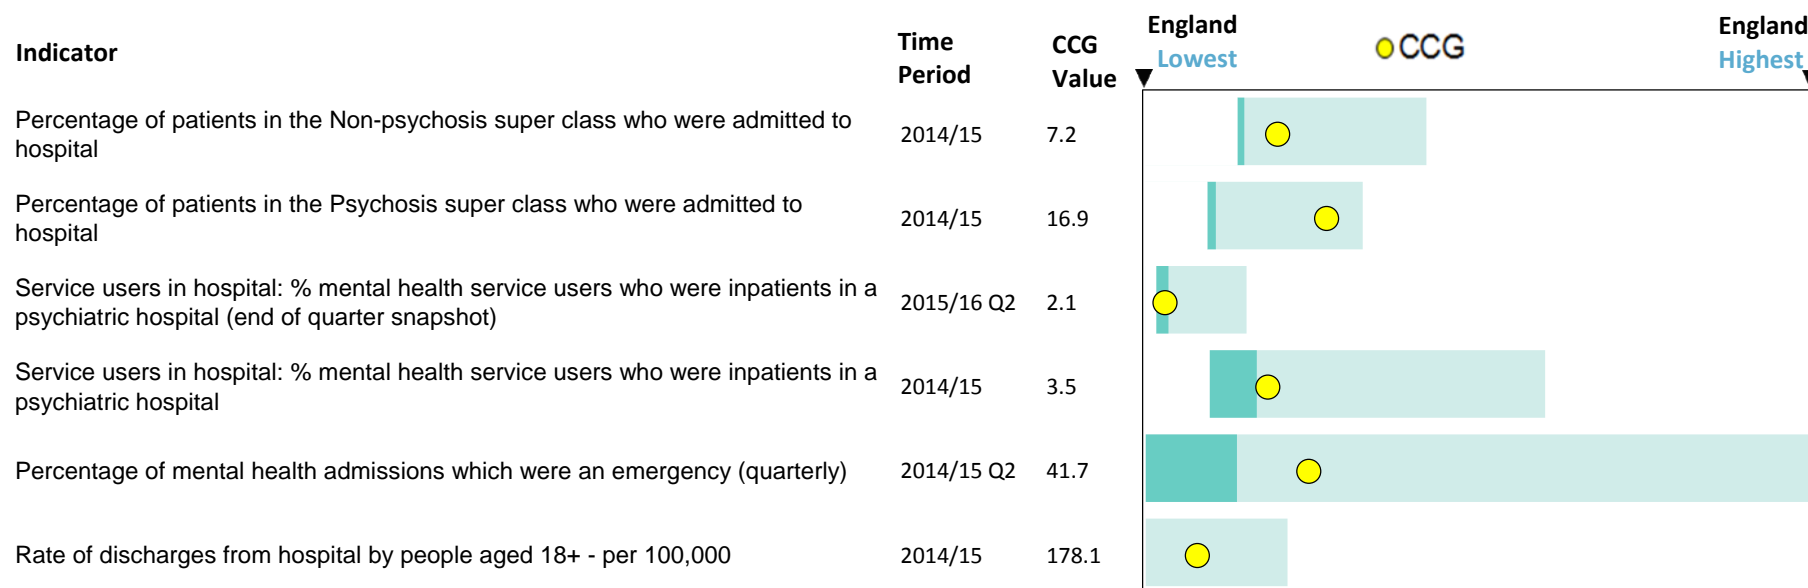 Indicator
Time
Period
CCG
Value
England
Lowest
CCG
England
Highest
Percentage of patients in the Non-psychosis super class who were admitted to
hospital
2014/15
7.2
Percentage of patients in the Psychosis super class who were admitted to
hospital
2014/15
16.9
Service users in hospital: % mental health service users who were inpatients in a
psychiatric hospital (end of quarter snapshot)
2015/16 Q2
2.1
Service users in hospital: % mental health service users who were inpatients in a
psychiatric hospital
2014/15
3.5
Percentage of mental health admissions which were an emergency (quarterly)
2014/15 Q2
41.7
Rate of discharges from hospital by people aged 18+ - per 100,000
2014/15
178.1